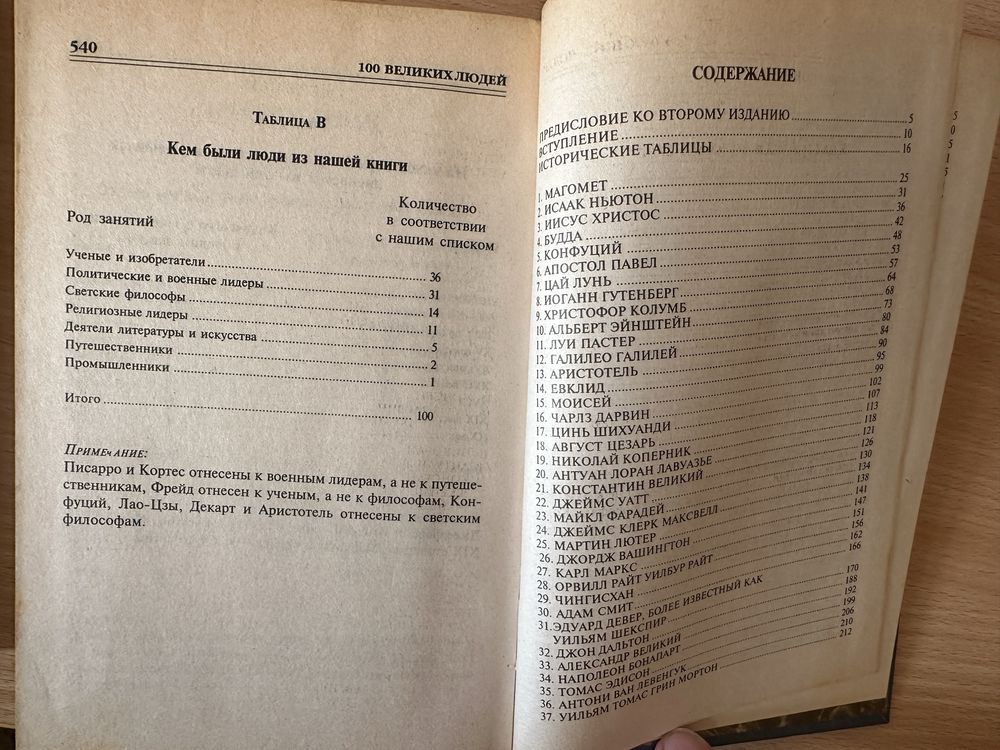 540
100 ВЕЛИКИХ ЛЮДЕЙ
Таблица В
Кем были люди из нашей книги
Род занятий
Количество
в соответствии
с нашим списком
Ученые и изобретатели 36
Политические и военные лидеры 31
Светские философы 14
Религиозные лидеры 11
Деятели литературы и искусства 5
Путешественники 2
Промышленники 1
Итого 100
Примечание:
Писарро и Кортес отнесены к военным лидерам, а не к путеше-
ственникам, Фрейд отнесен к ученым, а не к философам, Кон-
фуций, Лао-Цзы, Декарт и Аристотель отнесены к светским
философам.
СОДЕРЖАНИЕ
ПРЕДИСЛОВИЕ КО ВТОРОМУ ИЗДАНИЮ 5
ВСТУПЛЕНИЕ 10
ИСТОРИЧЕСКИЕ ТАБЛИЦЫ 16
1. МАГОМЕТ 25
2. ИСААК НЬЮТОН 31
3. ИИСУС ХРИСТОС 36
4. БУДДА 42
5. КОНФУЦИЙ 48
6. АПОСТОЛ ПАВЕЛ 53
7. ЦАЙ ЛУНЬ 57
8. ИОГАНН ГУТЕНБЕРГ 64
9. ХРИСТОФОР КОЛУМБ 68
10. АЛЬБЕРТ ЭЙНШТЕЙН 73
11. ЛУИ ПАСТЕР 80
12. ГАЛИЛЕО ГАЛИЛЕЙ 84
13. АРИСТОТЕЛЬ 90
14. ЕВКЛИД 95
15. МОИСЕЙ 99
16. ЧАРЛЗ ДАРВИН 102
17. ЦИНЬ ШИХУАНДИ 107
18. АВГУСТ ЦЕЗАРЬ 113
19. НИКОЛАЙ КОПЕРНИК 118
20. АНТУАН ЛОРАН ЛАВУАЗЬЕ 121
21. КОНСТАНТИН ВЕЛИКИЙ 126
22. ДЖЕЙМС УАТТ 130
23. МАЙКЛ ФАРАДЕЙ 134
24. ДЖЕЙМС КЛЕРК МАКСВЕЛЛ 138
25. МАРТИН ЛЮТЕР 141
26. ДЖОРДЖ ВАШИНГТОН 147
27. КАРЛ МАРКС 151
28. ОРВИЛЛ РАЙТ УИЛБУР РАЙТ 156
29. ЧИНГИСХАН 162
30. АДАМ СМИТ 166
31. ЭДУАРД ДЕВЕР, БОЛЕЕ ИЗВЕСТНЫЙ КАК
УИЛЬЯМ ШЕКСПИР 170
32. ДЖОН ДАЛЬТОН 188
33. АЛЕКСАНДР ВЕЛИКИЙ 192
34. НАПОЛЕОН БОНАПАРТ 199
35. ТОМАС ЭДИСОН 206
36. АНТОНИ ВАН ЛЕВЕНГУК 210
37. УИЛЬЯМ ТОМАС ГРИН МОРТОН 212